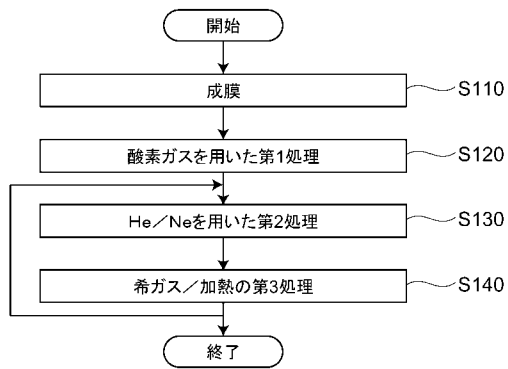 開始
成膜
S110
酸素ガスを用いた第1処理
S120
He／Neを用いた第2処理
S130
希ガス／加熱の第3処理
S140
終了